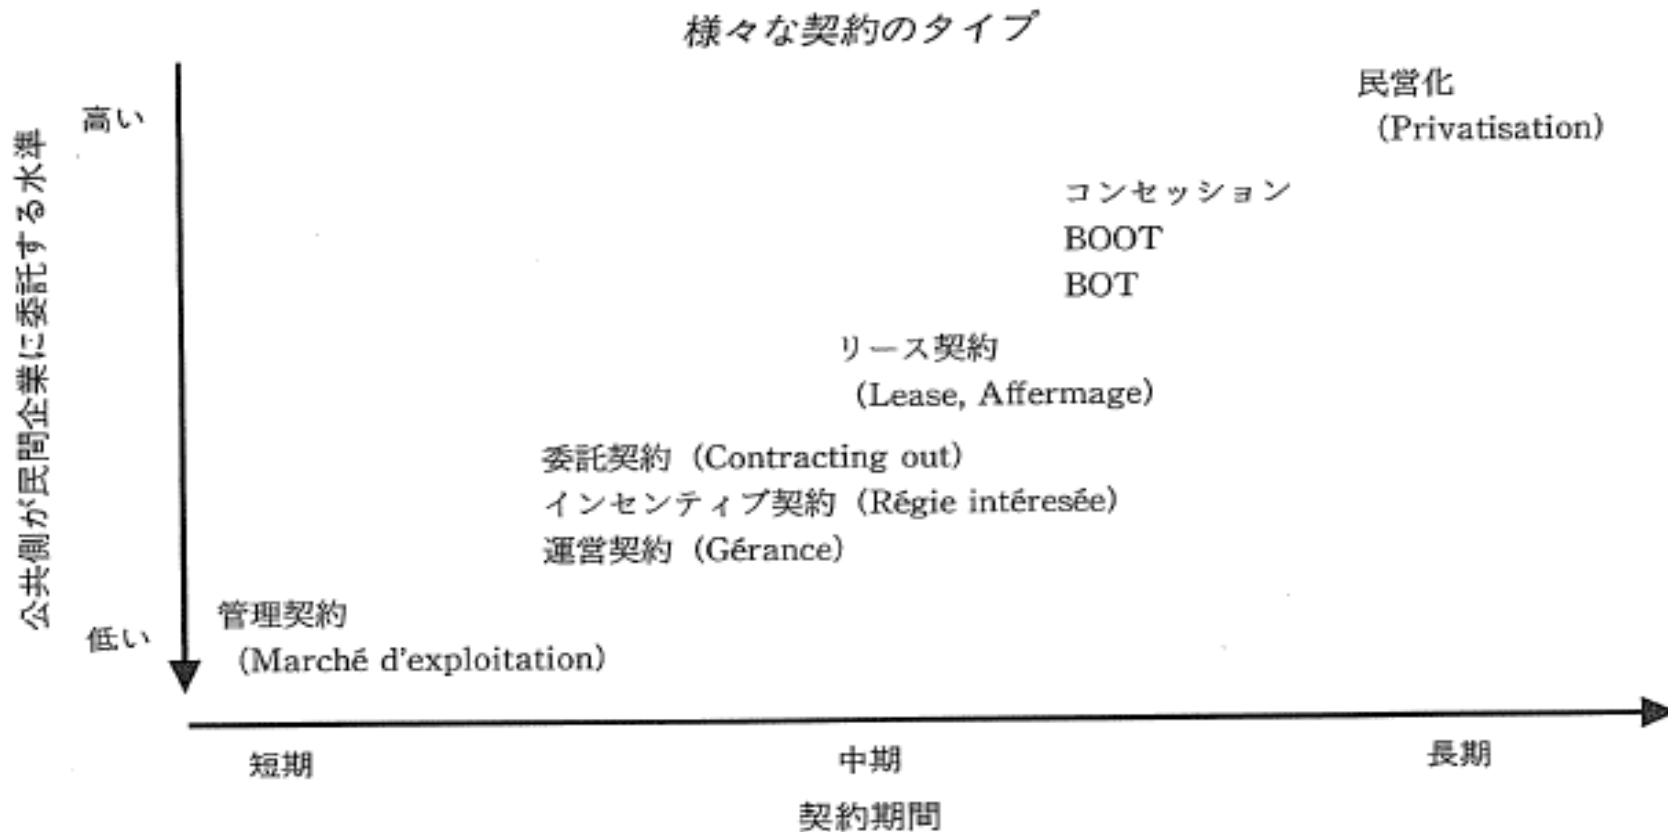 様々な契約のタイプ
公共側が民間企業に委託する水準
高い
低い
民営化
(Privatisation)
コンセッション
BOOT
BOT
リース契約
(Lease, Affermage)
委託契約 (Contracting out)
インセンティブ契約 (Régie intéresée)
運営契約 (Gérance)
管理契約
(Marché d'exploitation)
短期
中期
長期
契約期間